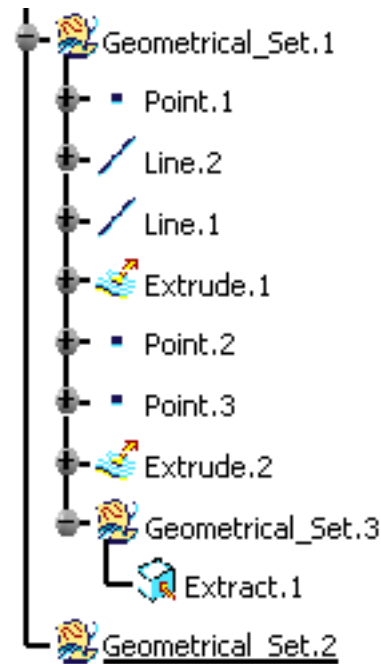 Geometrical_Set.1
Point.1
Line.2
Line.1
Extrude.1
Point.2
Point.3
Extrude.2
Geometrical_Set.3
Extract.1
Geometrical_Set.2